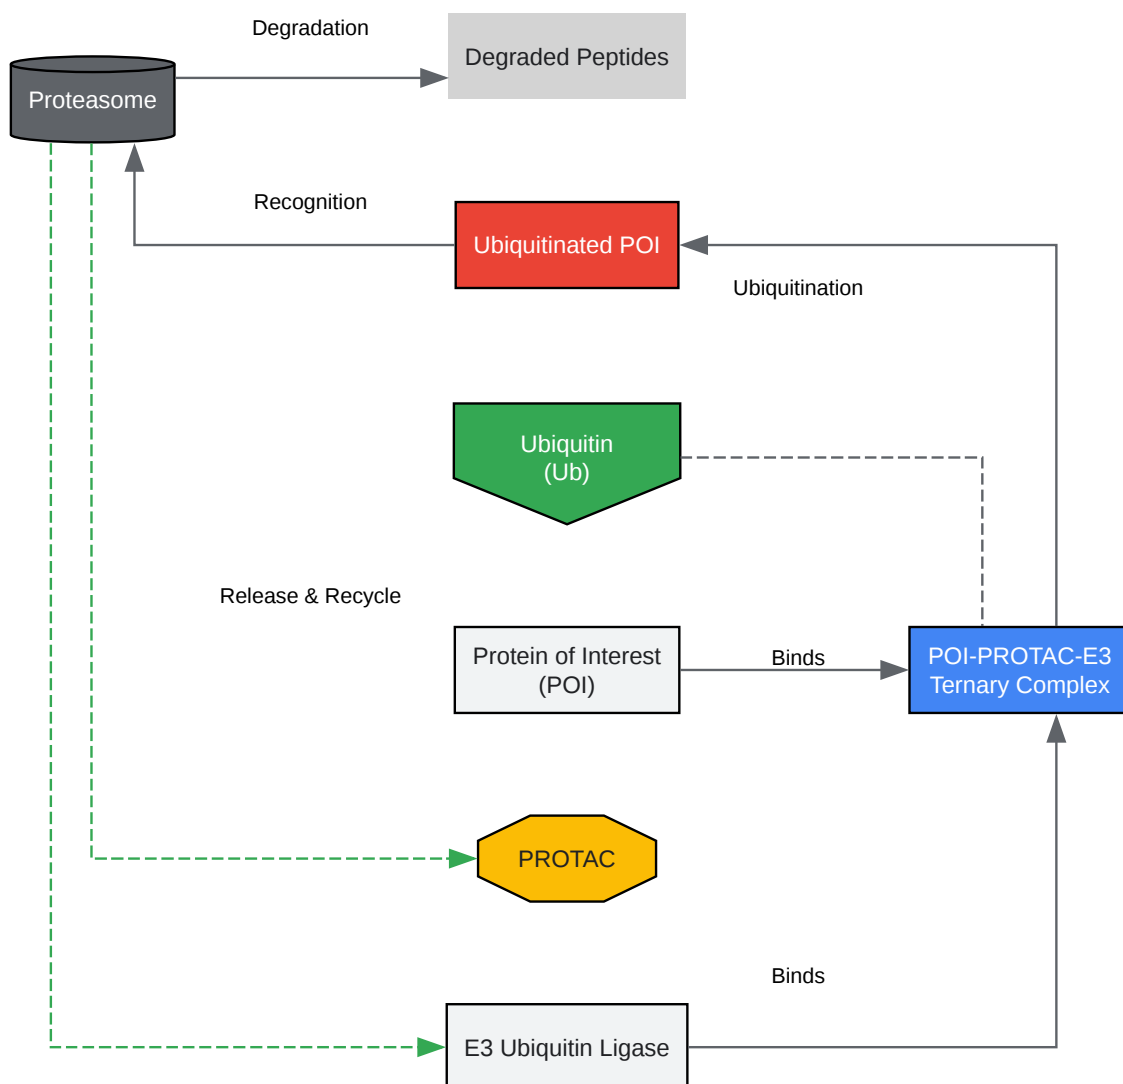 Degradation
Degraded Peptides
Proteasome
Recognition
Ubiquitinated POI
Ubiquitination
Ubiquitin
(Ub)
Release & Recycle
Protein of Interest
(POI)
Binds
POI-PROTAC-E3
Ternary Complex
PROTAC
Binds
E3 Ubiquitin Ligase